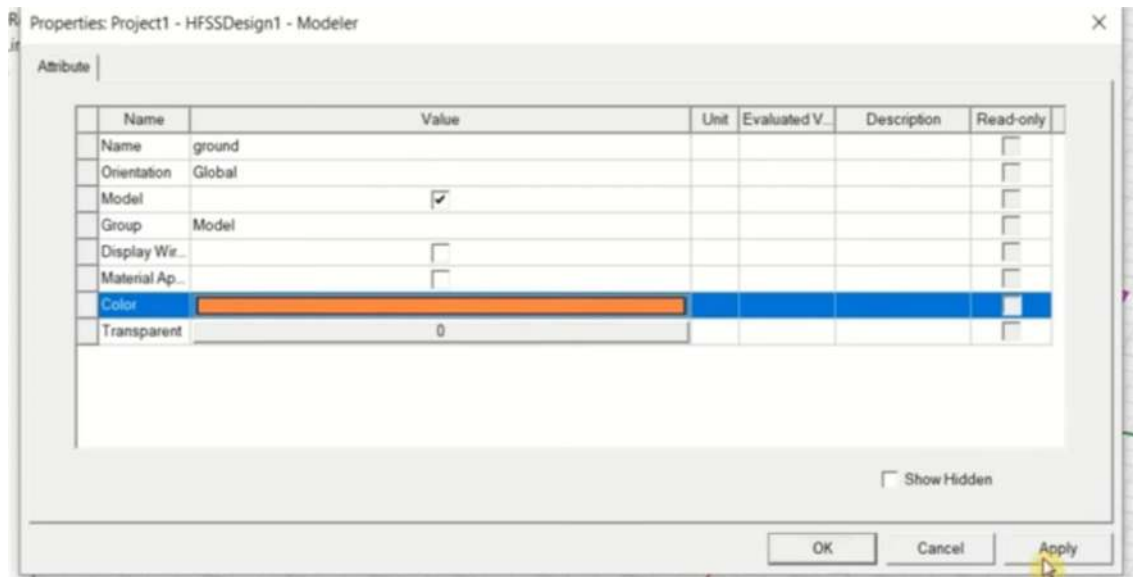 Properties: Project1 - HFSSDesign1 - Modeler
Attribute
Name Value Unit Evaluated V... Description Read-only
Name ground
Orientation Global
Model
Group Model
Display Wir...
Material Ap...
Color
Transparent 0
Show Hidden
OK Cancel Apply